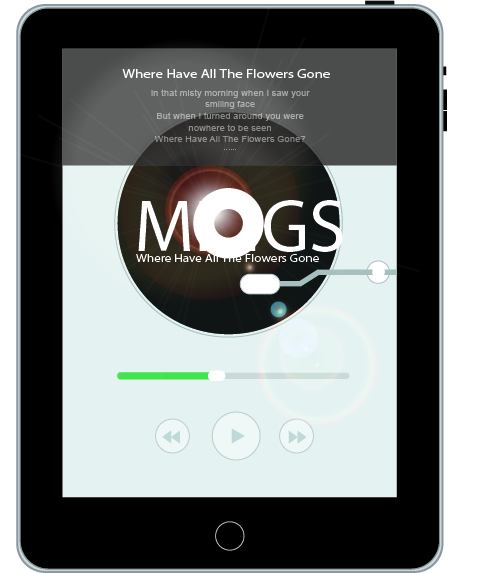 Where Have All The Flowers Gone
In that misty morning when I saw your
smiling face
But when I turned around you were
nowhere to be seen
Where Have All The Flowers Gone?
......
Where Have All The Flowers Gone